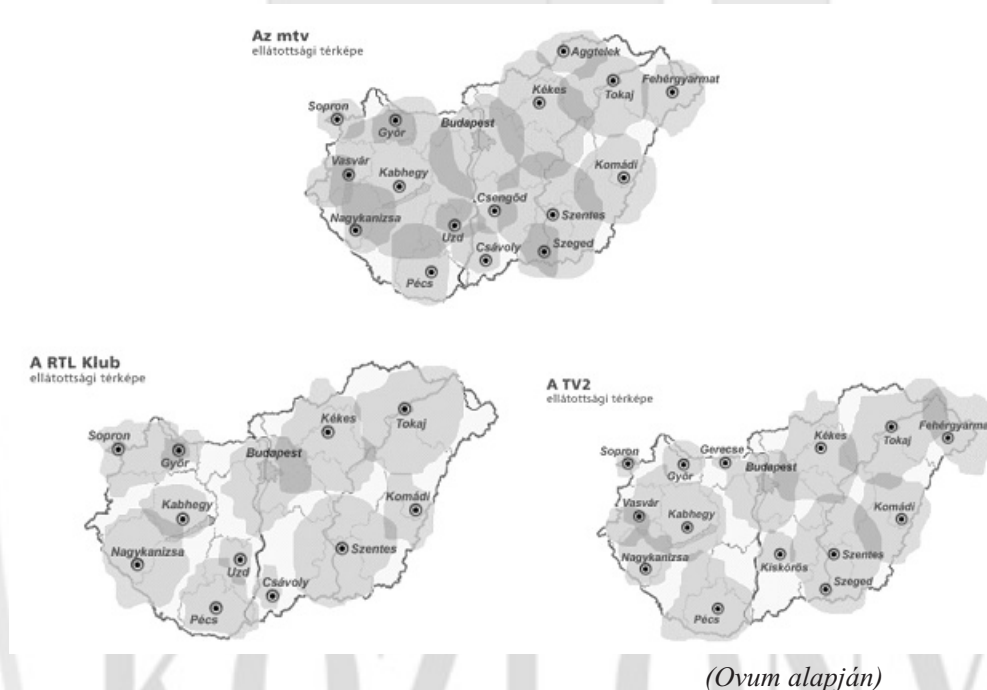 Az mtv
ellátottsági térképe
Aggtelek
Fehérgyarmat
Kékes
Tokaj
Sopron
Budapest
Győr
Vasvár
Komádi
Kabhegy
Csengőd
Nagykanizsa
Szentes
Uzd
Szeged
Csávoly
Pécs
A RTL Klub
ellátottsági térképe
Kékes
Tokaj
Sopron
Győr
Budapest
Komádi
Kabhegy
Nagykanizsa
Szentes
Uzd
Csávoly
Pécs
A TV2
ellátottsági térképe
Kékes
Tokaj
Fehérgyarma
Sopron
Gerecse
Győr
Budapest
Vasvár
Komádi
Kabhegy
Nagykanizsa
Szentes
Kiskőrös
Szeged
Pécs
(Ovum alapján)